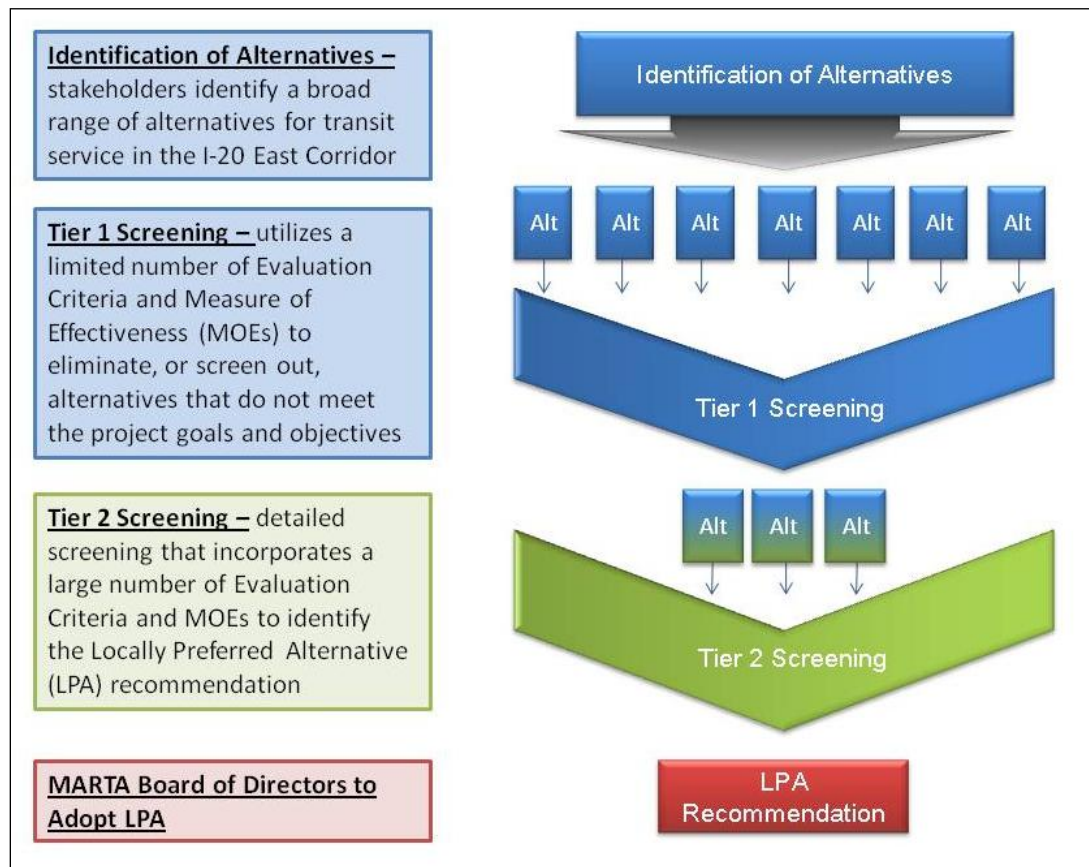 Identification of Alternatives –
stakeholders identify a broad
range of alternatives for transit
service in the I-20 East Corridor
Identification of Alternatives
Alt Alt Alt Alt Alt Alt Alt
Tier 1 Screening – utilizes a
limited number of Evaluation
Criteria and Measure of
Effectiveness (MOEs) to
eliminate, or screen out,
alternatives that do not meet
the project goals and objectives
Tier 1 Screening
Tier 2 Screening – detailed
screening that incorporates a
large number of Evaluation
Criteria and MOEs to identify
the Locally Preferred Alternative
(LPA) recommendation
Alt Alt Alt
Tier 2 Screening
MARTA Board of Directors to
Adopt LPA
LPA
Recommendation